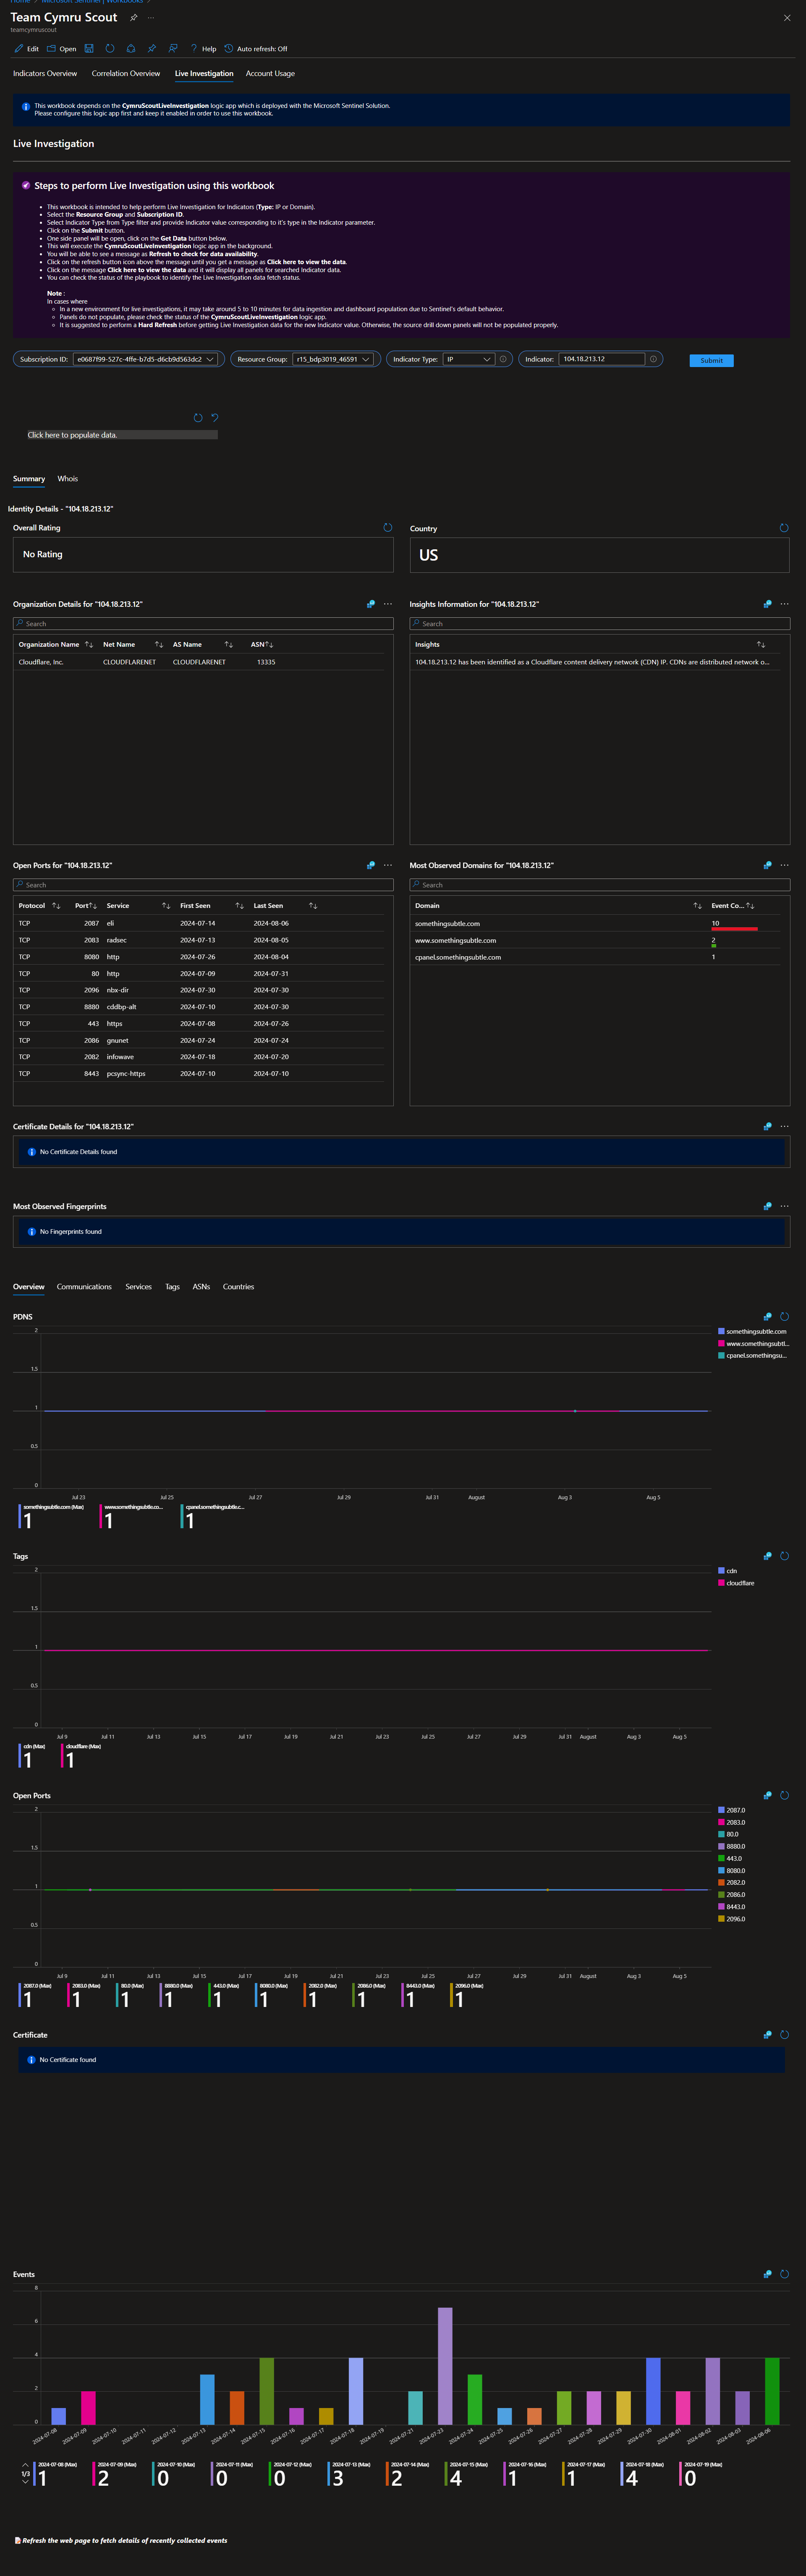 Home > Microsoft Sentinel | Workbooks >
Team Cymru Scout
teamcymruscout
Edit Open Help Auto refresh: Off
Indicators Overview Correlation Overview Live Investigation Account Usage
This workbook depends on the CymruScoutLiveInvestigation logic app which is deployed with the Microsoft Sentinel Solution.
Please configure this logic app first and keep it enabled in order to use this workbook.
Live Investigation
Steps to perform Live Investigation using this workbook
This workbook is intended to help perform Live Investigation for Indicators (Type: IP or Domain).
Select the Resource Group and Subscription ID.
Select Indicator Type from Type filter and provide Indicator value corresponding to it's type in the Indicator parameter.
Click on the Submit button.
One side panel will be open, click on the Get Data button below.
This will execute the CymruScoutLiveInvestigation logic app in the background.
You will be able to see a message as Refresh to check for data availability.
Click on the refresh button icon above the message until you get a message as Click here to view the data.
Click on the message Click here to view the data and it will display all panels for searched Indicator data.
You can check the status of the playbook to identify the Live Investigation data fetch status.
Note :
In cases where
In a new environment for live investigations, it may take around 5 to 10 minutes for data ingestion and dashboard population due to Sentinel's default behavior.
Panels do not populate, please check the status of the CymruScoutLiveInvestigation logic app.
It is suggested to perform a Hard Refresh before getting Live Investigation data for the new Indicator value. Otherwise, the source drill down panels will not be populated properly.
Subscription ID: e0687f99-527c-4ffe-b7d5-d6cb9d563dc2 Resource Group: r15_bdp3019_46591 Indicator Type: IP Indicator: 104.18.213.12 Submit
Click here to populate data.
Summary Whois
Identity Details - "104.18.213.12"
Overall Rating Country
No Rating US
Organization Details for "104.18.213.12" Insights Information for "104.18.213.12"
Search Search
Organization Name Net Name AS Name ASN Insights
Cloudflare, Inc. CLOUDFLARENET CLOUDFLARENET 13335 104.18.213.12 has been identified as a Cloudflare content delivery network (CDN) IP. CDNs are distributed network o...
Open Ports for "104.18.213.12" Most Observed Domains for "104.18.213.12"
Search Search
Protocol Port Service First Seen Last Seen Domain Event Co...
TCP 2087 eli 2024-07-14 2024-08-06 somethingsubtle.com 10
TCP 2083 radsec 2024-07-13 2024-08-05 www.somethingsubtle.com 2
TCP 8080 http 2024-07-26 2024-08-04 cpanel.somethingsubtle.com 1
TCP 80 http 2024-07-09 2024-07-31
TCP 2096 nbx-dir 2024-07-30 2024-07-30
TCP 8880 cddbp-alt 2024-07-10 2024-07-30
TCP 443 https 2024-07-08 2024-07-26
TCP 2086 gnunet 2024-07-24 2024-07-24
TCP 2082 infowave 2024-07-18 2024-07-20
TCP 8443 pcsync-https 2024-07-10 2024-07-10
Certificate Details for "104.18.213.12"
No Certificate Details found
Most Observed Fingerprints
No Fingerprints found
Overview Communications Services Tags ASNs Countries
PDNS
2
1.5
1
0.5
0
somethingsubtle.com
www.somethingsubtl...
cpanel.somethingsu...
Jul 23 Jul 25 Jul 27 Jul 29 Jul 31 August Aug 3 Aug 5
somethingsubtle.com (Max) www.somethingsubtle.co... cpanel.somethingsubtle.c...
1 1 1
Tags
2
1.5
1
0.5
0
cdn
cloudflare
Jul 9 Jul 11 Jul 13 Jul 15 Jul 17 Jul 19 Jul 21 Jul 23 Jul 25 Jul 27 Jul 29 Jul 31 August Aug 3 Aug 5
cdn (Max) cloudflare (Max)
1 1
Open Ports
2
1.5
1
0.5
0
2087.0
2083.0
80.0
8880.0
443.0
8080.0
2082.0
2086.0
8443.0
2096.0
Jul 9 Jul 11 Jul 13 Jul 15 Jul 17 Jul 19 Jul 21 Jul 23 Jul 25 Jul 27 Jul 29 Jul 31 August Aug 3 Aug 5
2087.0 (Max) 2083.0 (Max) 80.0 (Max) 8880.0 (Max) 443.0 (Max) 8080.0 (Max) 2082.0 (Max) 2086.0 (Max) 8443.0 (Max) 2096.0 (Max)
1 1 1 1 1 1 1 1 1 1
Certificate
No Certificate found
Events
8
6
4
2
0
2024-07-08 2024-07-09 2024-07-10 2024-07-11 2024-07-12 2024-07-13 2024-07-14 2024-07-15 2024-07-16 2024-07-17 2024-07-18 2024-07-19 2024-07-21 2024-07-23 2024-07-24 2024-07-25 2024-07-26 2024-07-27 2024-07-28 2024-07-29 2024-07-30 2024-08-01 2024-08-02 2024-08-03 2024-08-06
1/3
2024-07-08 (Max) 2024-07-09 (Max) 2024-07-10 (Max) 2024-07-11 (Max) 2024-07-12 (Max) 2024-07-13 (Max) 2024-07-14 (Max) 2024-07-15 (Max) 2024-07-16 (Max) 2024-07-17 (Max) 2024-07-18 (Max) 2024-07-19 (Max)
1 2 0 0 0 3 2 4 1 1 4 0
Refresh the web page to fetch details of recently collected events